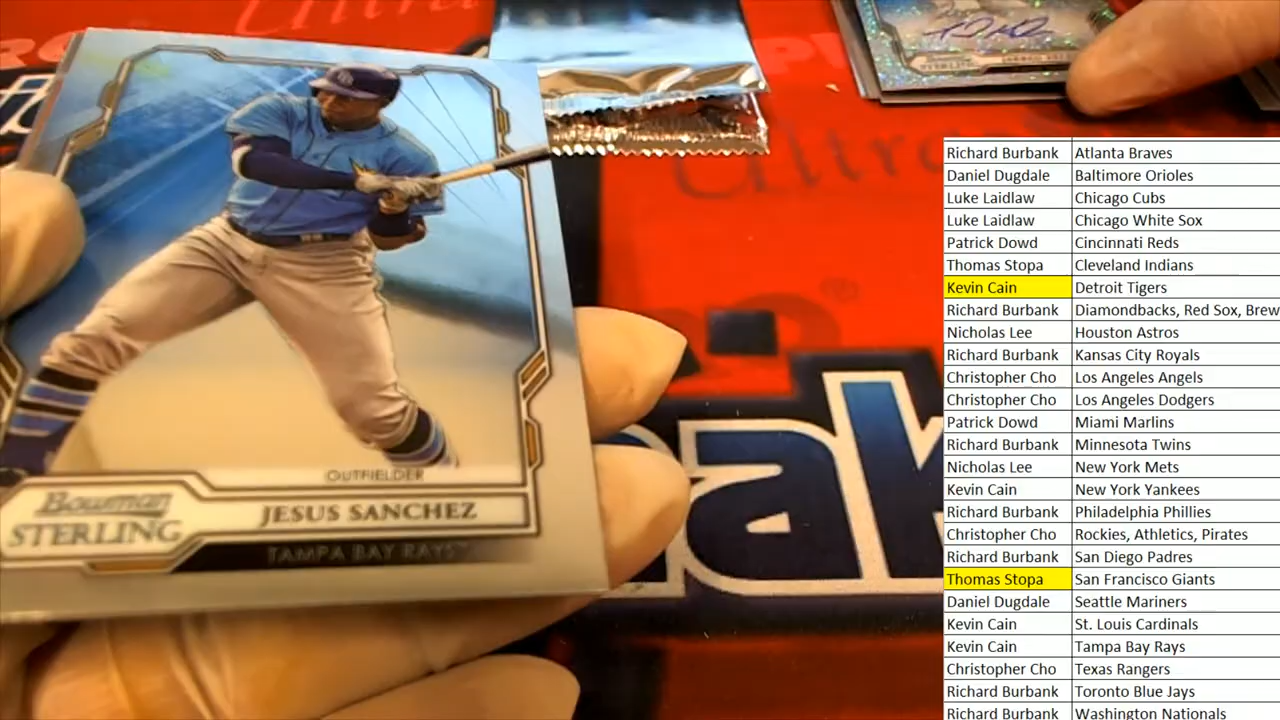 OUTFIELDER
Bowman
STERLING
JESUS SANCHEZ
TAMPA BAY RAYS
Ultra
Richard Burbank Atlanta Braves
Daniel Dugdale Baltimore Orioles
Luke Laidlaw Chicago Cubs
Luke Laidlaw Chicago White Sox
Patrick Dowd Cincinnati Reds
Thomas Stopa Cleveland Indians
Kevin Cain Detroit Tigers
Richard Burbank Diamondbacks, Red Sox, Brew
Nicholas Lee Houston Astros
Richard Burbank Kansas City Royals
Christopher Cho Los Angeles Angels
Christopher Cho Los Angeles Dodgers
Patrick Dowd Miami Marlins
Richard Burbank Minnesota Twins
Nicholas Lee New York Mets
Kevin Cain New York Yankees
Richard Burbank Philadelphia Phillies
Christopher Cho Rockies, Athletics, Pirates
Richard Burbank San Diego Padres
Thomas Stopa San Francisco Giants
Daniel Dugdale Seattle Mariners
Kevin Cain St. Louis Cardinals
Kevin Cain Tampa Bay Rays
Christopher Cho Texas Rangers
Richard Burbank Toronto Blue Jays
Richard Burbank Washington Nationals